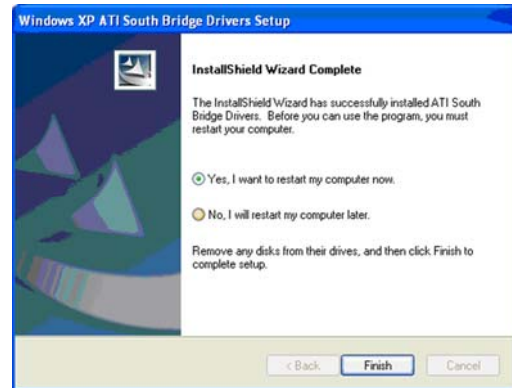 Windows XP ATI South Bridge Drivers Setup
InstallShield Wizard Complete
The InstallShield Wizard has successfully installed ATI South
Bridge Drivers. Before you can use the program, you must
restart your computer.
Yes, I want to restart my computer now.
No, I will restart my computer later.
Remove any disks from their drives, and then click Finish to
complete setup.
< Back Finish Cancel